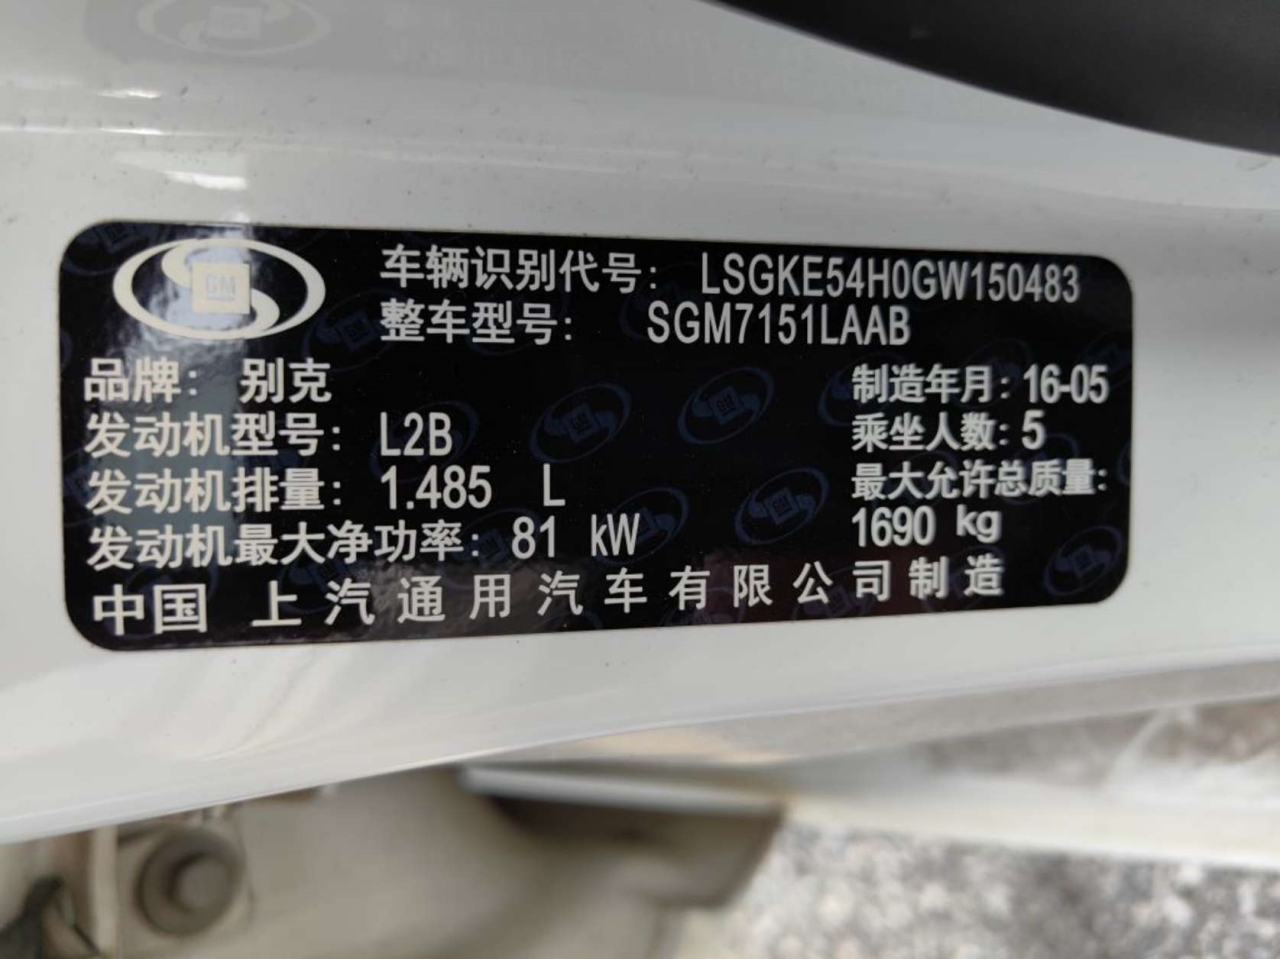 GM
车辆识别代号: LSGKE54H0GW150483
整车型号: SGM7151LAAB
品牌: 别克
制造年月: 16-05
发动机型号: L2B
乘坐人数: 5
发动机排量: 1.485 L
最大允许总质量:
1690 kg
发动机最大净功率: 81 kW
中国 上汽通用汽车有限公司制造